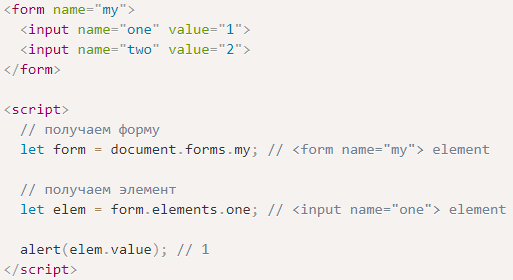 <form name="my">
  <input name="one" value="1">
  <input name="two" value="2">
</form>

<script>
  // получаем форму
  let form = document.forms.my; // <form name="my"> element

  // получаем элемент
  let elem = form.elements.one; // <input name="one"> element

  alert(elem.value); // 1
</script>